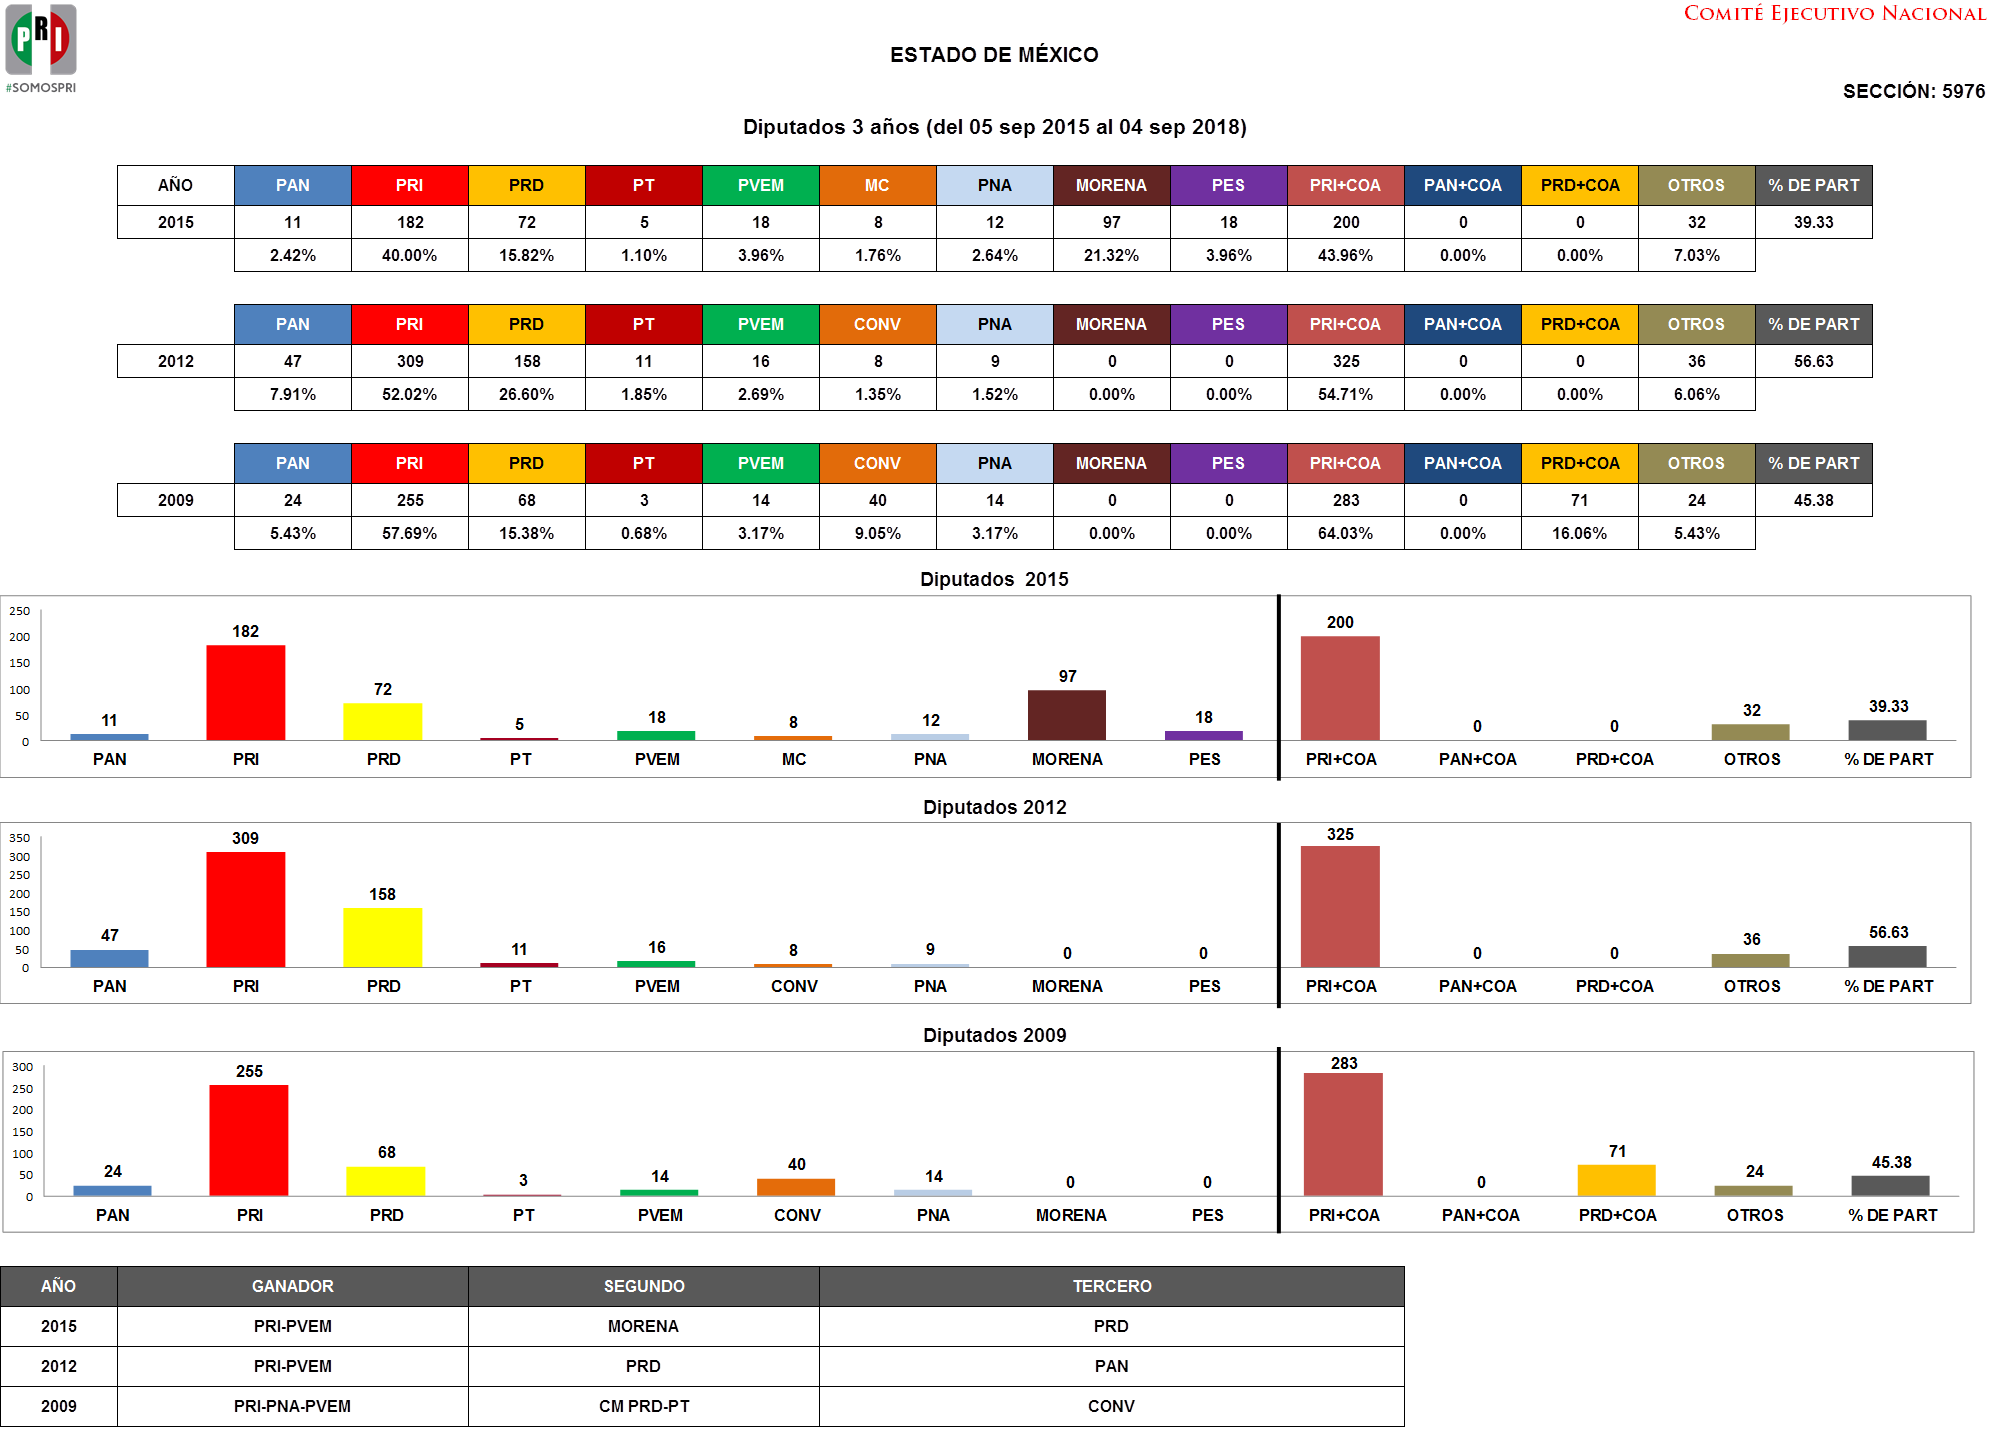 PRI
#SOMOSPRI
COMITÉ EJECUTIVO NACIONAL
ESTADO DE MÉXICO
SECCIÓN: 5976
Diputados 3 años (del 05 sep 2015 al 04 sep 2018)
AÑO PAN PRI PRD PT PVEM MC PNA MORENA PES PRI+COA PAN+COA PRD+COA OTROS % DE PART
2015 11 182 72 5 18 8 12 97 18 200 0 0 32 39.33
2.42% 40.00% 15.82% 1.10% 3.96% 1.76% 2.64% 21.32% 3.96% 43.96% 0.00% 0.00% 7.03%
PAN PRI PRD PT PVEM CONV PNA MORENA PES PRI+COA PAN+COA PRD+COA OTROS % DE PART
2012 47 309 158 11 16 8 9 0 0 325 0 0 36 56.63
7.91% 52.02% 26.60% 1.85% 2.69% 1.35% 1.52% 0.00% 0.00% 54.71% 0.00% 0.00% 6.06%
PAN PRI PRD PT PVEM CONV PNA MORENA PES PRI+COA PAN+COA PRD+COA OTROS % DE PART
2009 24 255 68 3 14 40 14 0 0 283 0 71 24 45.38
5.43% 57.69% 15.38% 0.68% 3.17% 9.05% 3.17% 0.00% 0.00% 64.03% 0.00% 16.06% 5.43%
Diputados 2015
250
200
150
100
50
0
11 182 72 5 18 8 12 97 18 200 0 0 32 39.33
PAN PRI PRD PT PVEM MC PNA MORENA PES PRI+COA PAN+COA PRD+COA OTROS % DE PART
Diputados 2012
350
300
250
200
150
100
50
0
47 309 158 11 16 8 9 0 0 325 0 0 36 56.63
PAN PRI PRD PT PVEM CONV PNA MORENA PES PRI+COA PAN+COA PRD+COA OTROS % DE PART
Diputados 2009
300
250
200
150
100
50
0
24 255 68 3 14 40 14 0 0 283 0 71 24 45.38
PAN PRI PRD PT PVEM CONV PNA MORENA PES PRI+COA PAN+COA PRD+COA OTROS % DE PART
AÑO GANADOR SEGUNDO TERCERO
2015 PRI-PVEM MORENA PRD
2012 PRI-PVEM PRD PAN
2009 PRI-PNA-PVEM CM PRD-PT CONV